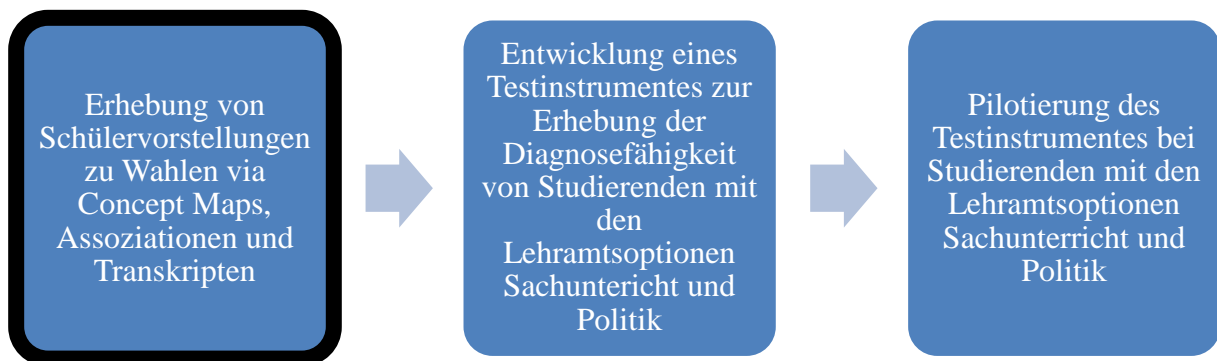 Erhebung von
Schülervorstellungen
zu Wahlen via
Concept Maps,
Assoziationen und
Transkripten
Entwicklung eines
Testinstrumentes zur
Erhebung der
Diagnosefähigkeit
von Studierenden mit
den
Lehramtsoptionen
Sachuntericht und
Politik
Pilotierung des
Testinstrumentes bei
Studierenden mit den
Lehramtsoptionen
Sachunterricht und
Politik